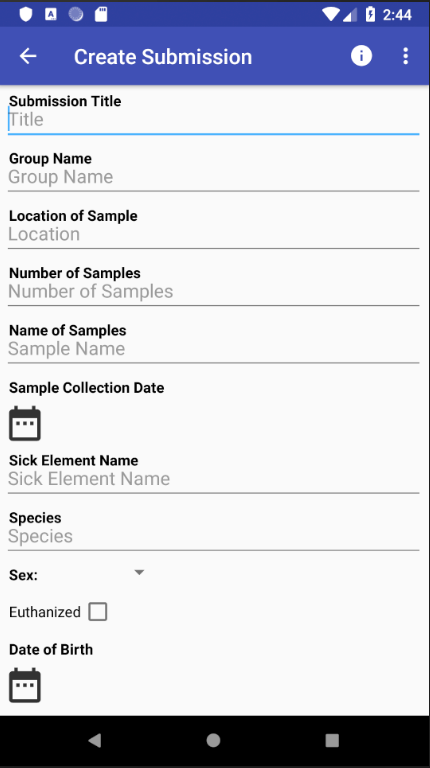 2:44
Create Submission
Submission Title
Title
Group Name
Group Name
Location of Sample
Location
Number of Samples
Number of Samples
Name of Samples
Sample Name
Sample Collection Date
Sick Element Name
Sick Element Name
Species
Species
Sex:
Euthanized
Date of Birth